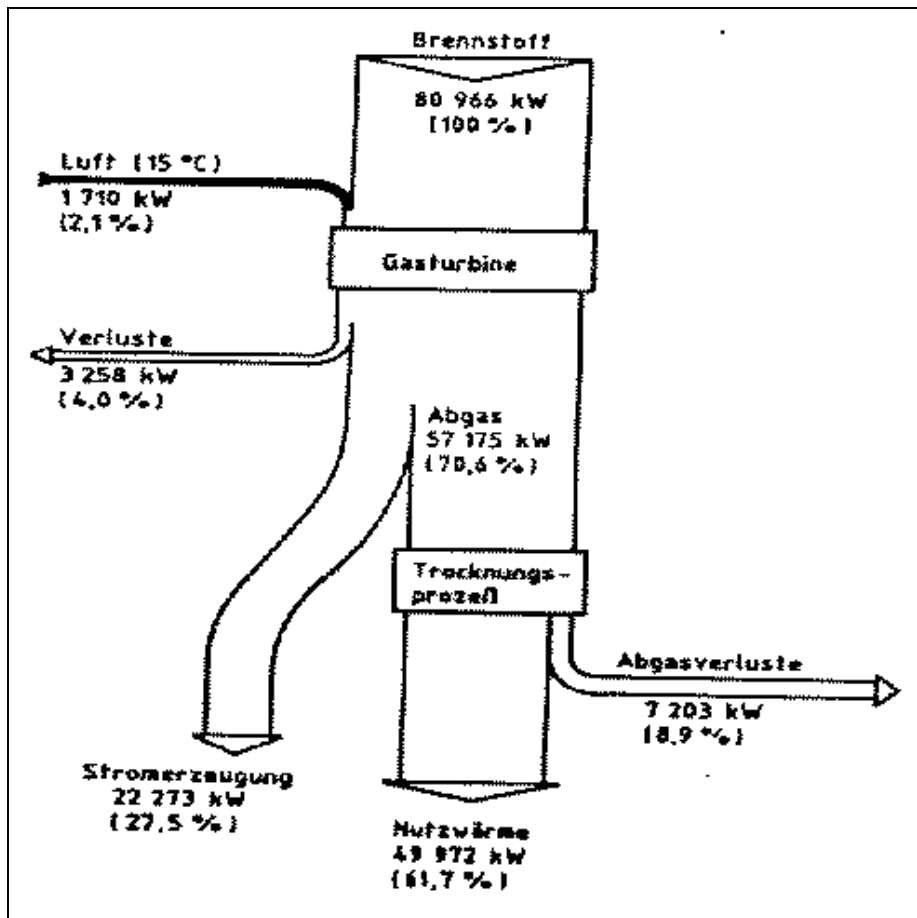 Brennstoff
80 966 kW
(100 %)
Luft (15 °C)
1 710 kW
(2,1 %)
Gasturbine
Verluste
3 258 kW
(4,0 %)
Abgas
57 175 kW
(70,6 %)
Trocknungs-
prozeß
Abgasverluste
7 203 kW
(8,9 %)
Stromerzeugung
22 273 kW
(27,5 %)
Nutzwärme
49 972 kW
(61,7 %)